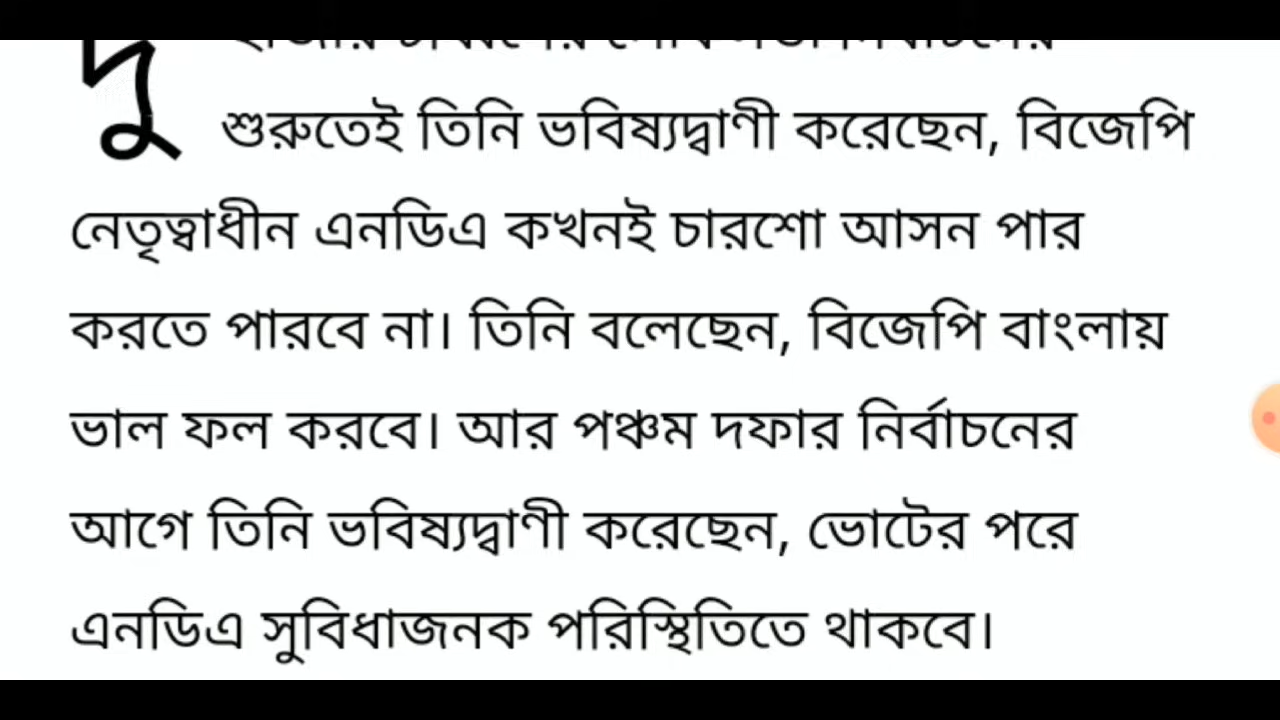 দু
শুরুতেই তিনি ভবিষ্যদ্বাণী করেছেন, বিজেপি
নেতৃত্বাধীন এনডিএ কখনই চারশো আসন পার
করতে পারবে না। তিনি বলেছেন, বিজেপি বাংলায়
ভাল ফল করবে। আর পঞ্চম দফার নির্বাচনের
আগে তিনি ভবিষ্যদ্বাণী করেছেন, ভোটের পরে
এনডিএ সুবিধাজনক পরিস্থিতিতে থাকবে।